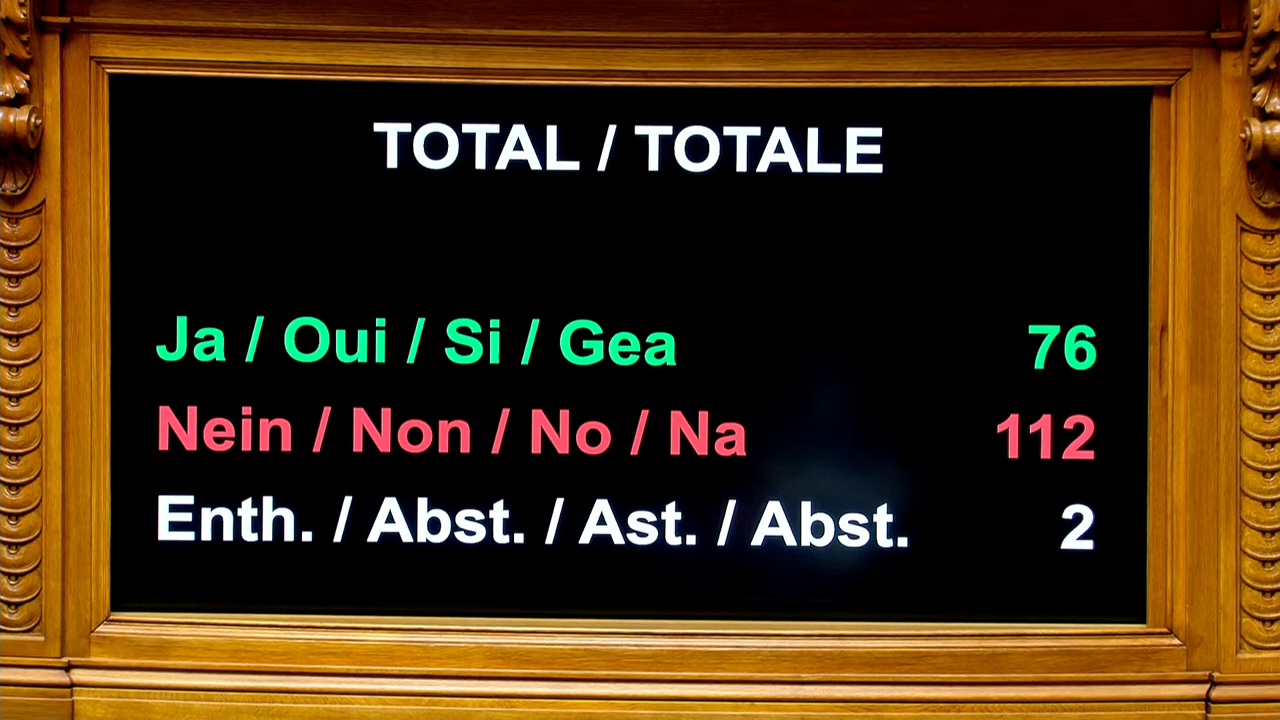 TOTAL / TOTALE
Ja / Oui / Si / Gea 76
Nein / Non / No / Na 112
Enth. / Abst. / Ast. / Abst. 2